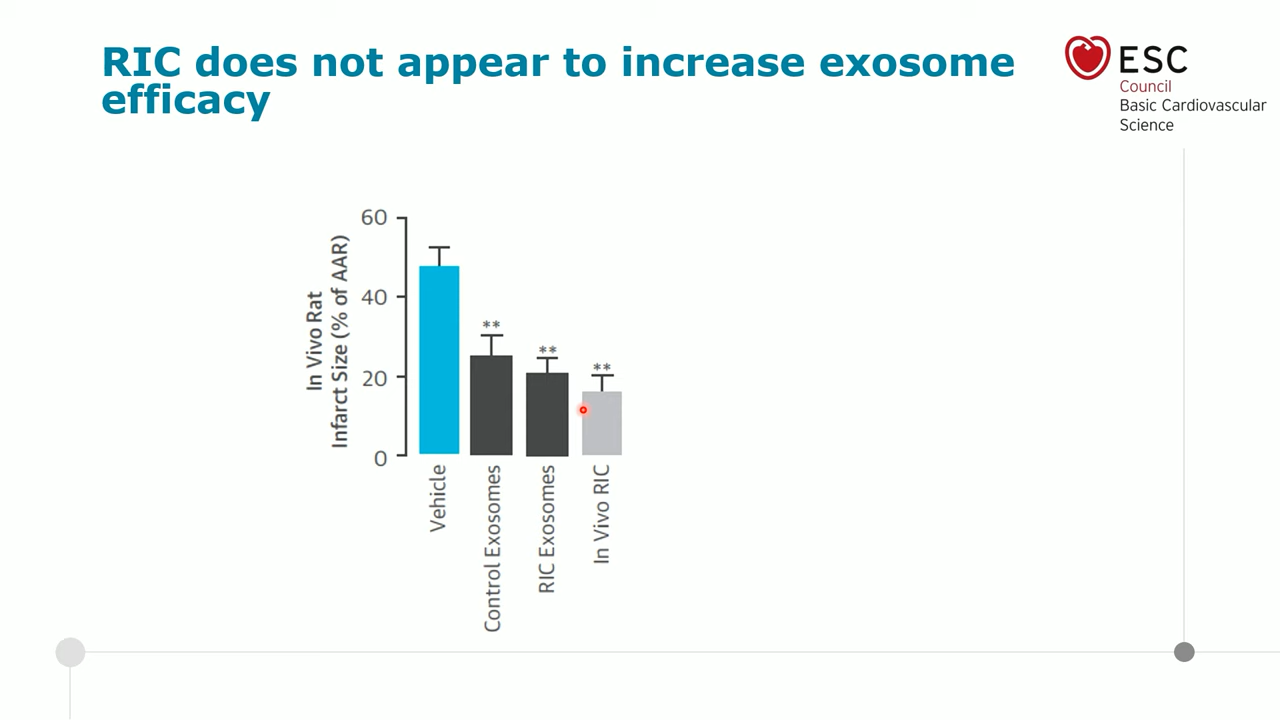 RIC does not appear to increase exosome
efficacy
ESC
Council
Basic Cardiovascular
Science
In Vivo Rat
Infarct Size (% of AAR)
60
40
20
0
**
**
**
Vehicle
Control Exosomes
RIC Exosomes
In Vivo RIC